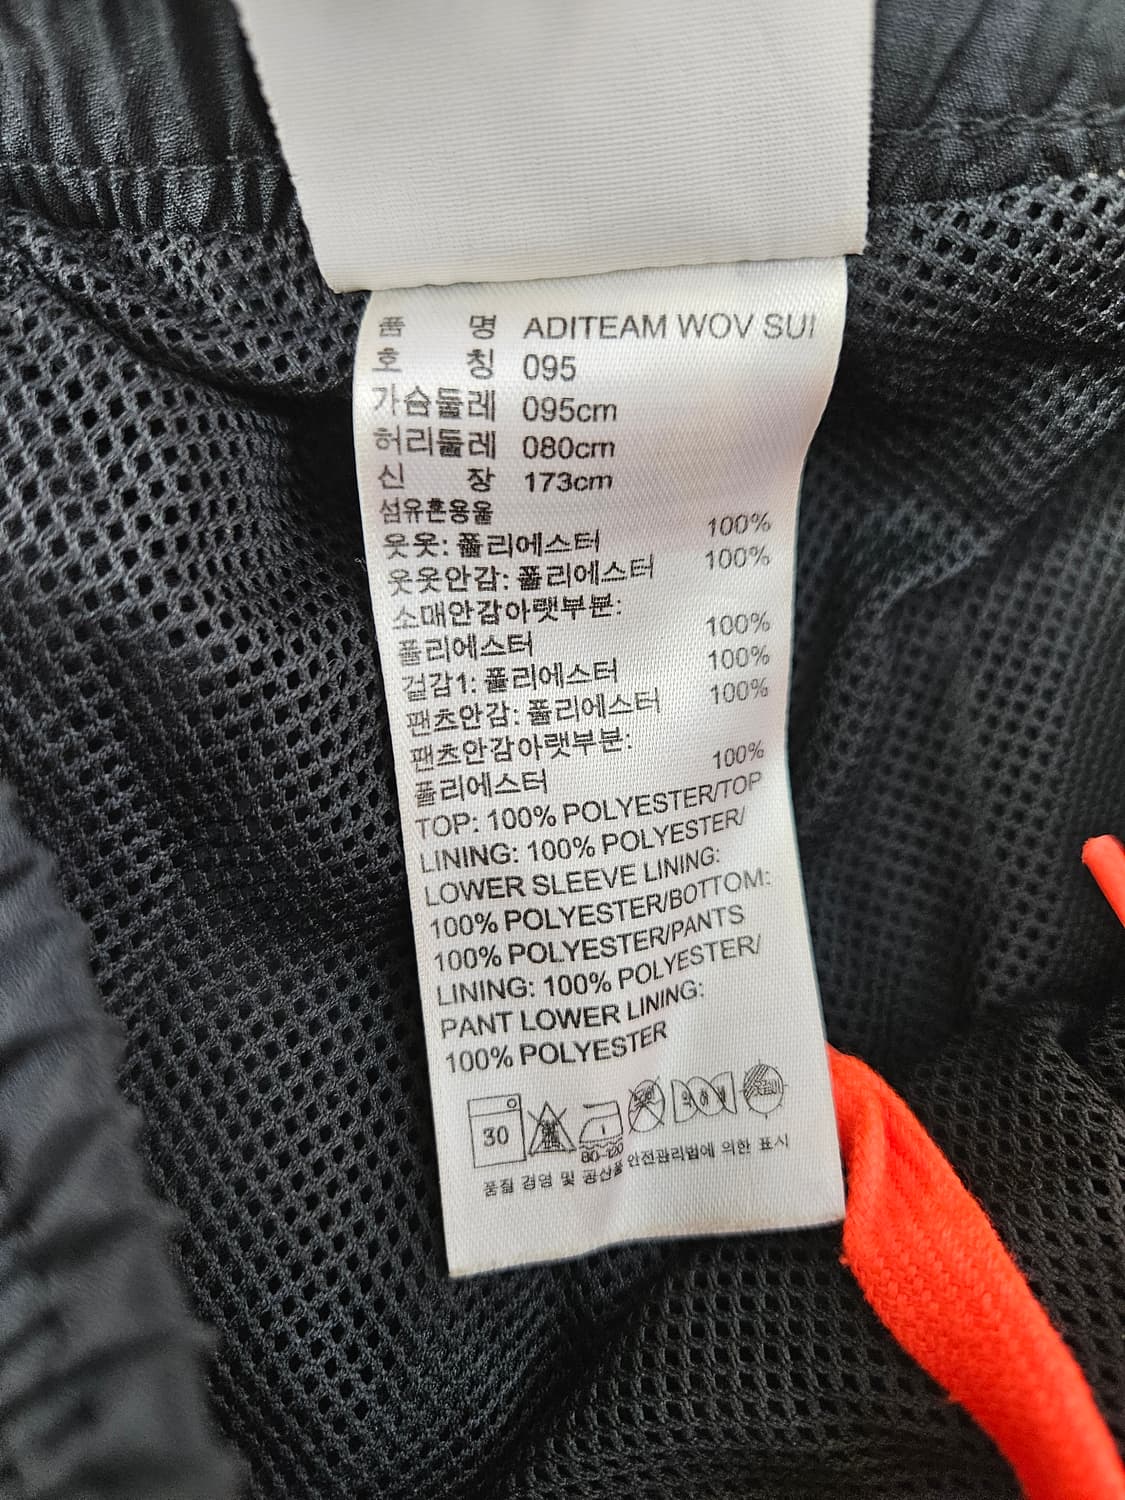 품 명 ADITEAM WOV SUI
호 칭 095
가슴둘레 095cm
허리둘레 080cm
신 장 173cm
섬유혼용율
웃옷: 폴리에스터 100%
웃옷안감: 폴리에스터 100%
소매안감아랫부분:
폴리에스터 100%
겉감1: 폴리에스터 100%
팬츠안감: 폴리에스터 100%
팬츠안감아랫부분:
폴리에스터 100%
TOP: 100% POLYESTER/TOP
LINING: 100% POLYESTER/
LOWER SLEEVE LINING:
100% POLYESTER/BOTTOM:
100% POLYESTER/PANTS
LINING: 100% POLYESTER/
PANT LOWER LINING:
100% POLYESTER
30
80-120
품질 경영 및 공산품안전관리법에 의한 표시